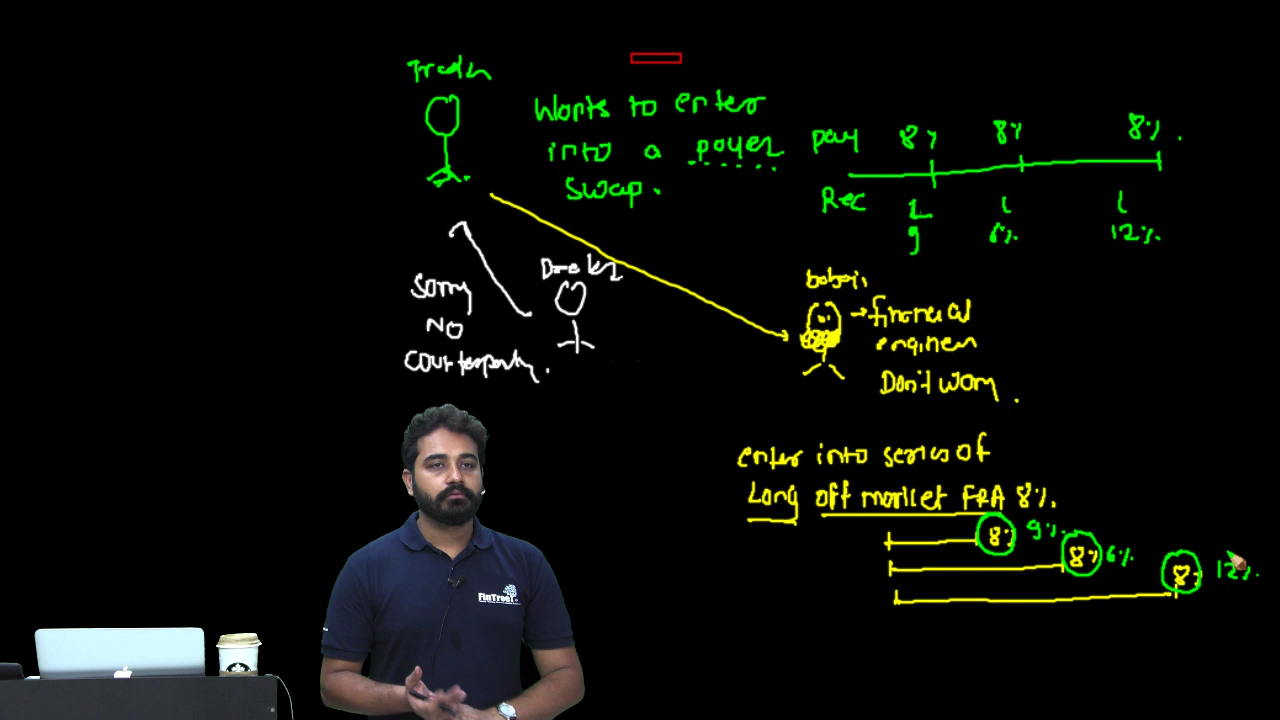 Trader
Wants to enter
into a payer
swap.
Pay 8% 8% 8%.
Rec L L L
9 6% 12%.
Dealer
Sorry
NO
Counterparty.
→ financial
engineer
Don't worry.
enter into series of
Long off market FRA 8%.
8% 9%.
8% 6%.
8% 12%.
FinTree